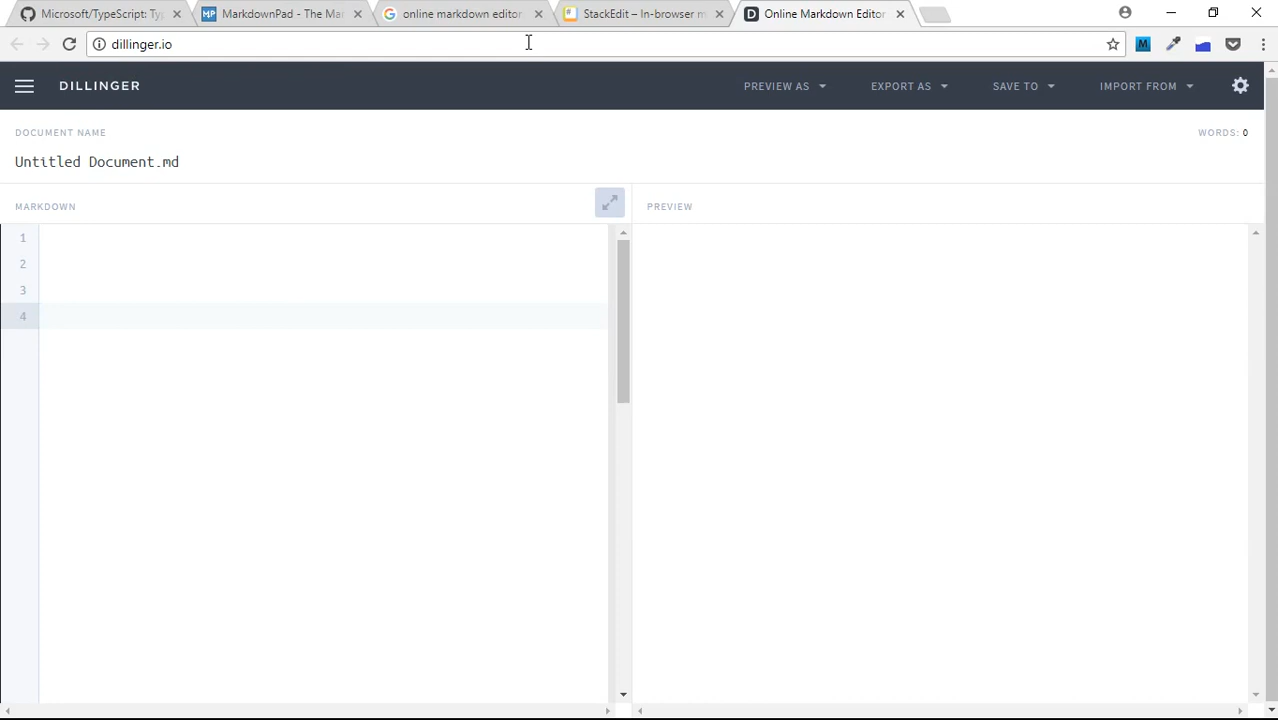 Microsoft/TypeScript: Ty
MarkdownPad - The Mar
online markdown editor
StackEdit – In-browser m
Online Markdown Editor
dillinger.io
DILLINGER
PREVIEW AS
EXPORT AS
SAVE TO
IMPORT FROM
DOCUMENT NAME
WORDS: 0
Untitled Document.md
MARKDOWN
PREVIEW
1
2
3
4